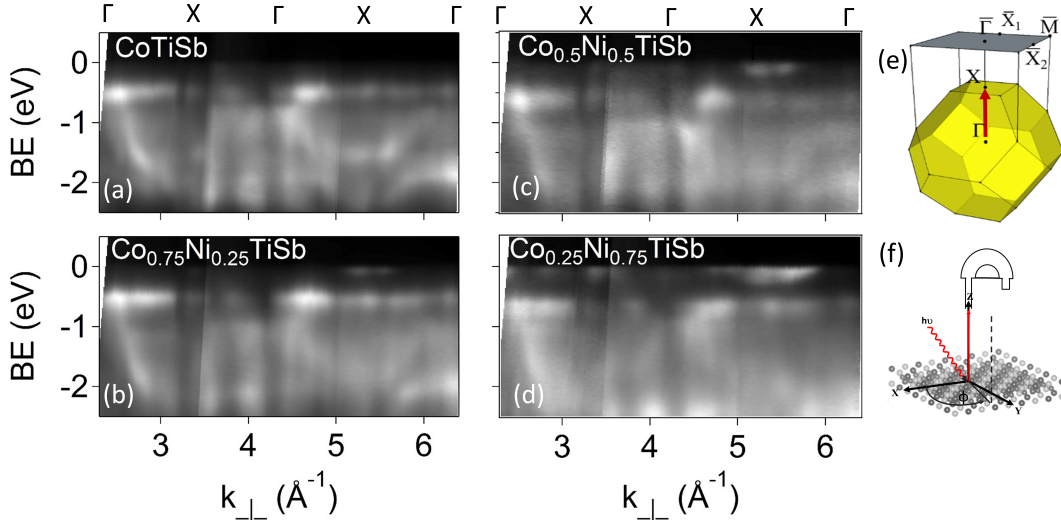 Γ X Γ X Γ Γ X Γ X Γ
CoTiSb
Co0.5Ni0.5TiSb
0
-1
-2
BE (eV)
(a)
(c)
Co0.75Ni0.25TiSb
Co0.25Ni0.75TiSb
0
-1
-2
BE (eV)
(b)
(d)
3 4 5 6
3 4 5 6
k_|_ (Å-1)
k_|_ (Å-1)
(e)
Γ̅ X̅1 M̅
X̅2
X
Γ
(f)
Z
hυ
X
ϕ
Y